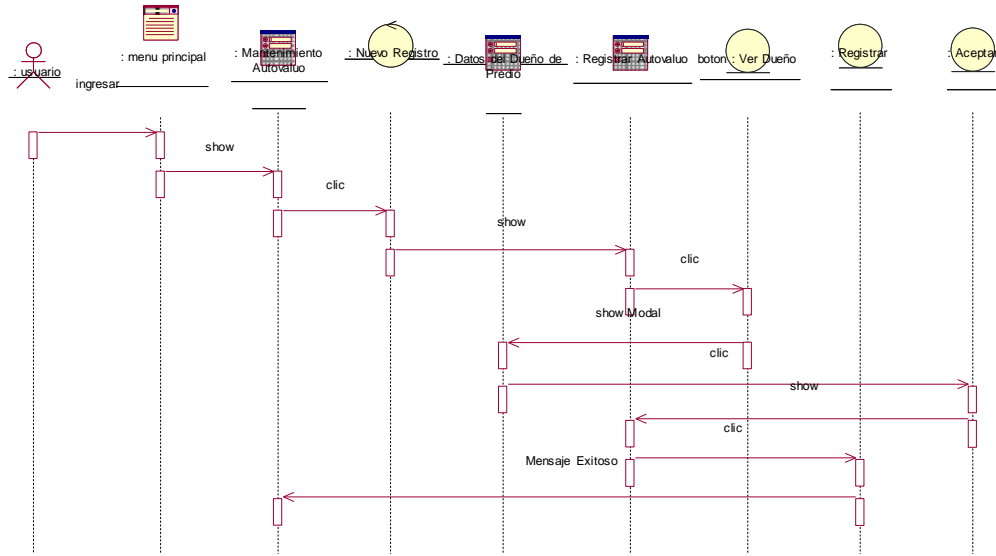 : usuario
: menu principal
: Mantenimiento
Autovaluo
: Nuevo Registro
: Datos del Dueño de
Predio
: Registrar Autovaluo
boton : Ver Dueño
: Registrar
: Aceptar
ingresar
show
clic
show
clic
show Modal
clic
show
clic
Mensaje Exitoso